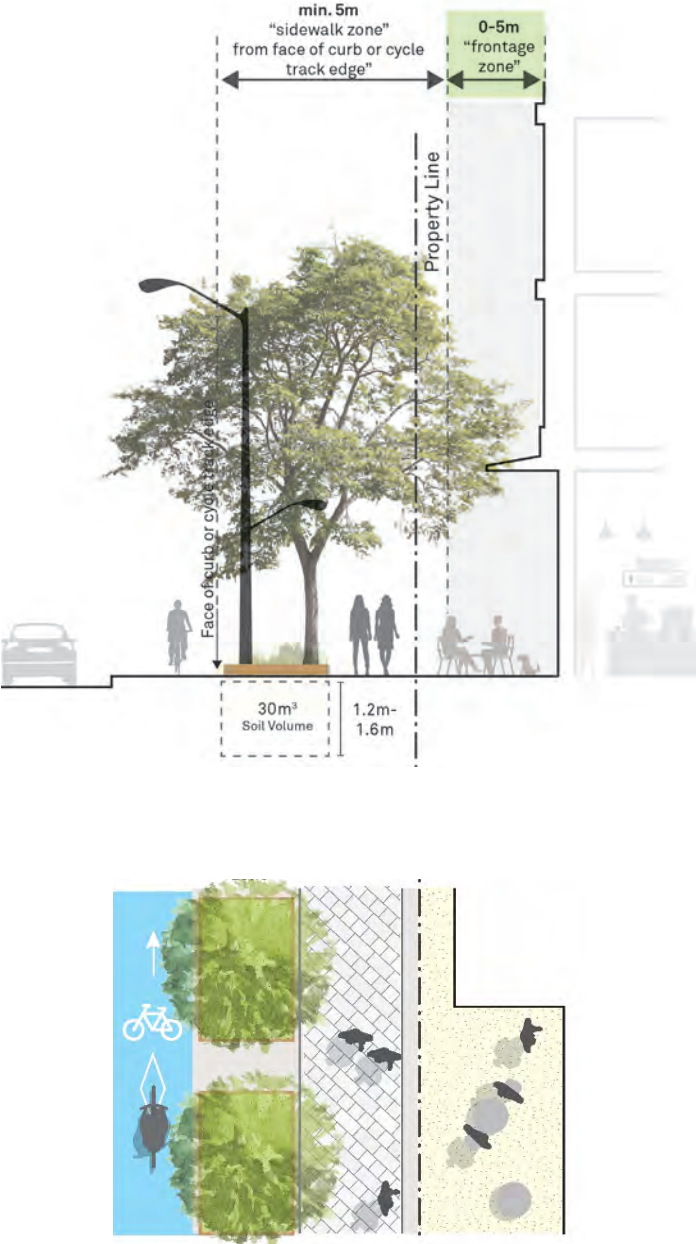 min. 5m
“sidewalk zone”
from face of curb or cycle
track edge”
0-5m
“frontage
zone”
Property Line
Face of curb or cycle track edge
30m³
Soil Volume
1.2m-
1.6m